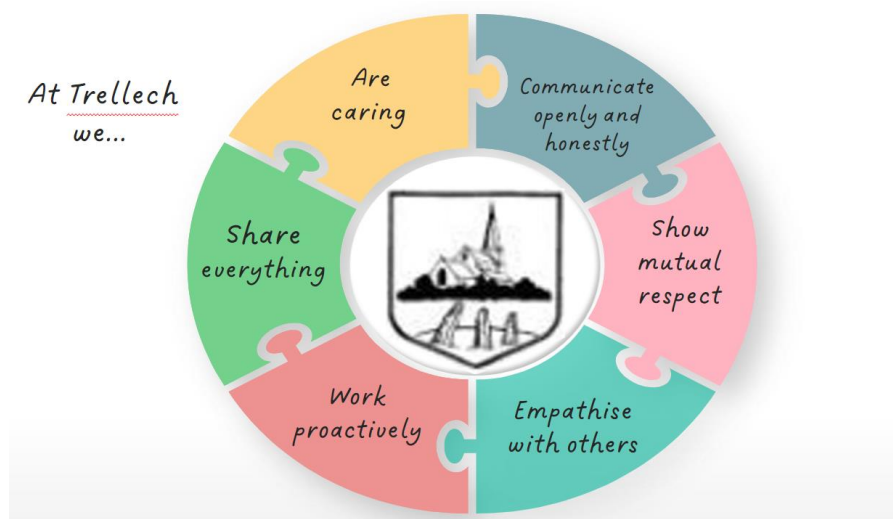 At Trellech
we...
Are
caring
Communicate
openly and
honestly
Show
mutual
respect
Empathise
with others
Work
proactively
Share
everything